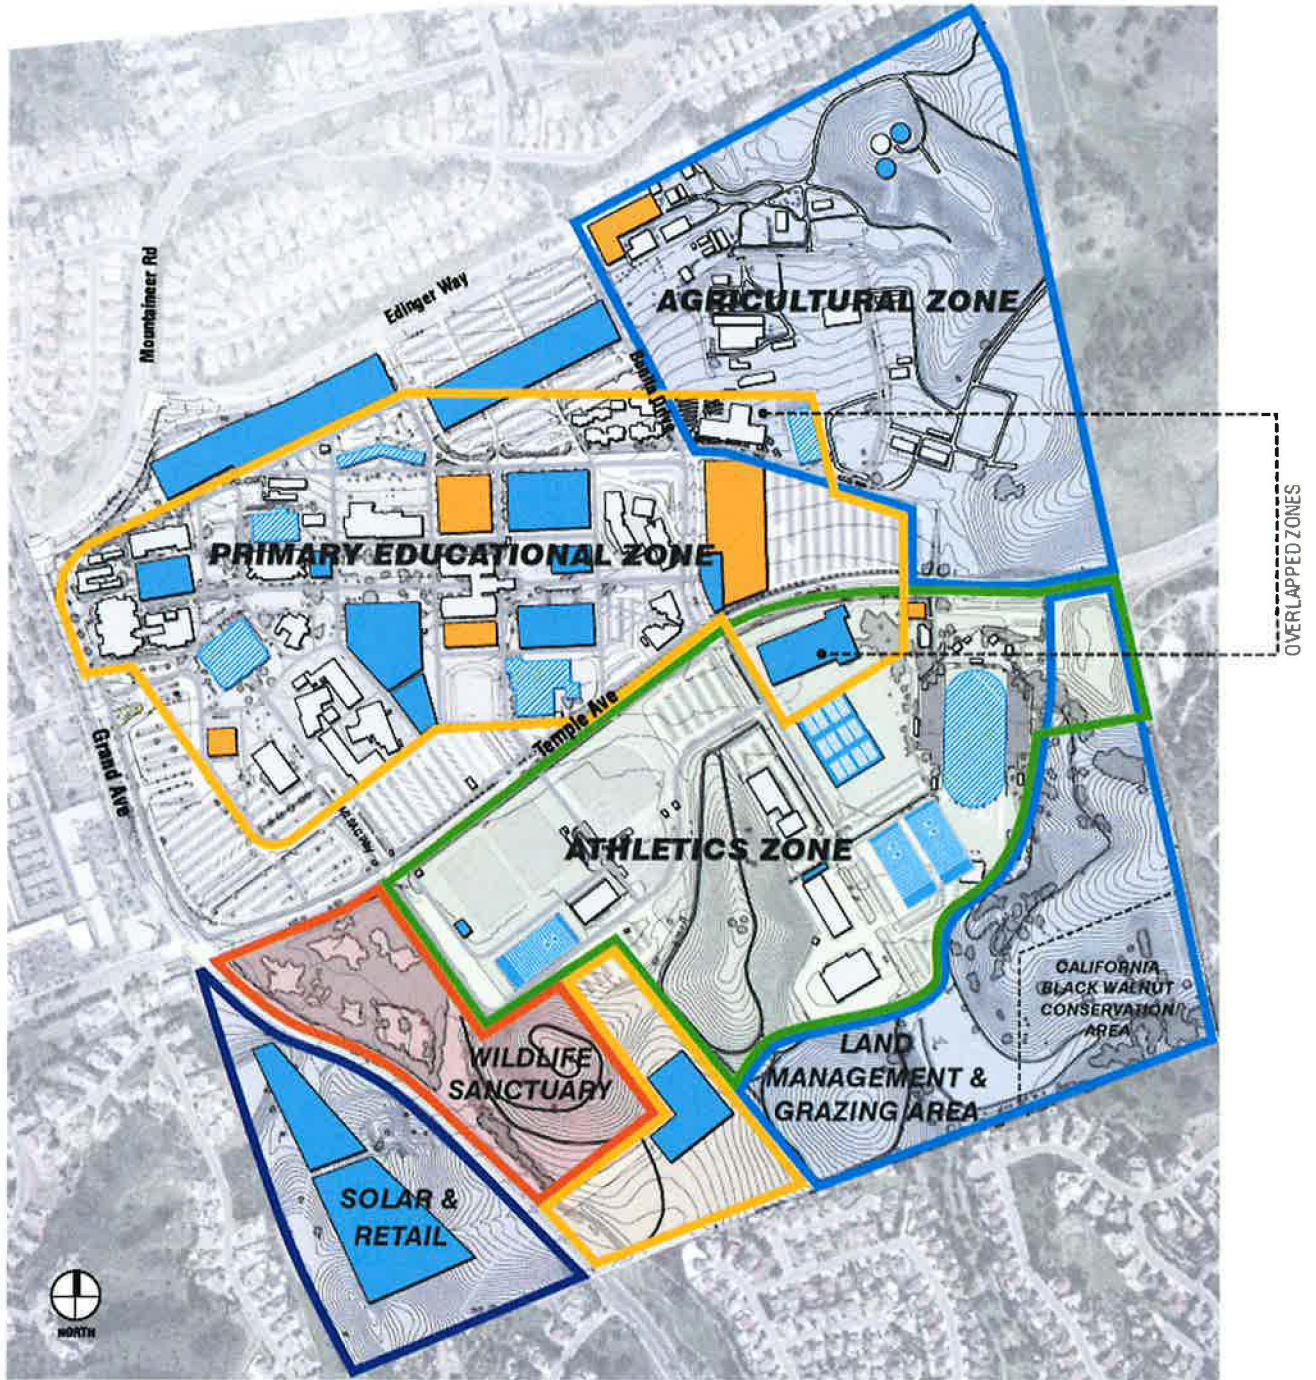 Mountaineer Rd
Edinger Way
AGRICULTURAL ZONE
Bonita Drive
PRIMARY EDUCATIONAL ZONE
OVERLAPPED ZONES
Temple Ave
Grand Ave
ATHLETICS ZONE
CALIFORNIA
BLACK WALNUT
CONSERVATION
AREA
LAND
MANAGEMENT &
GRAZING AREA
WILDLIFE
SANCTUARY
SOLAR &
RETAIL
NORTH